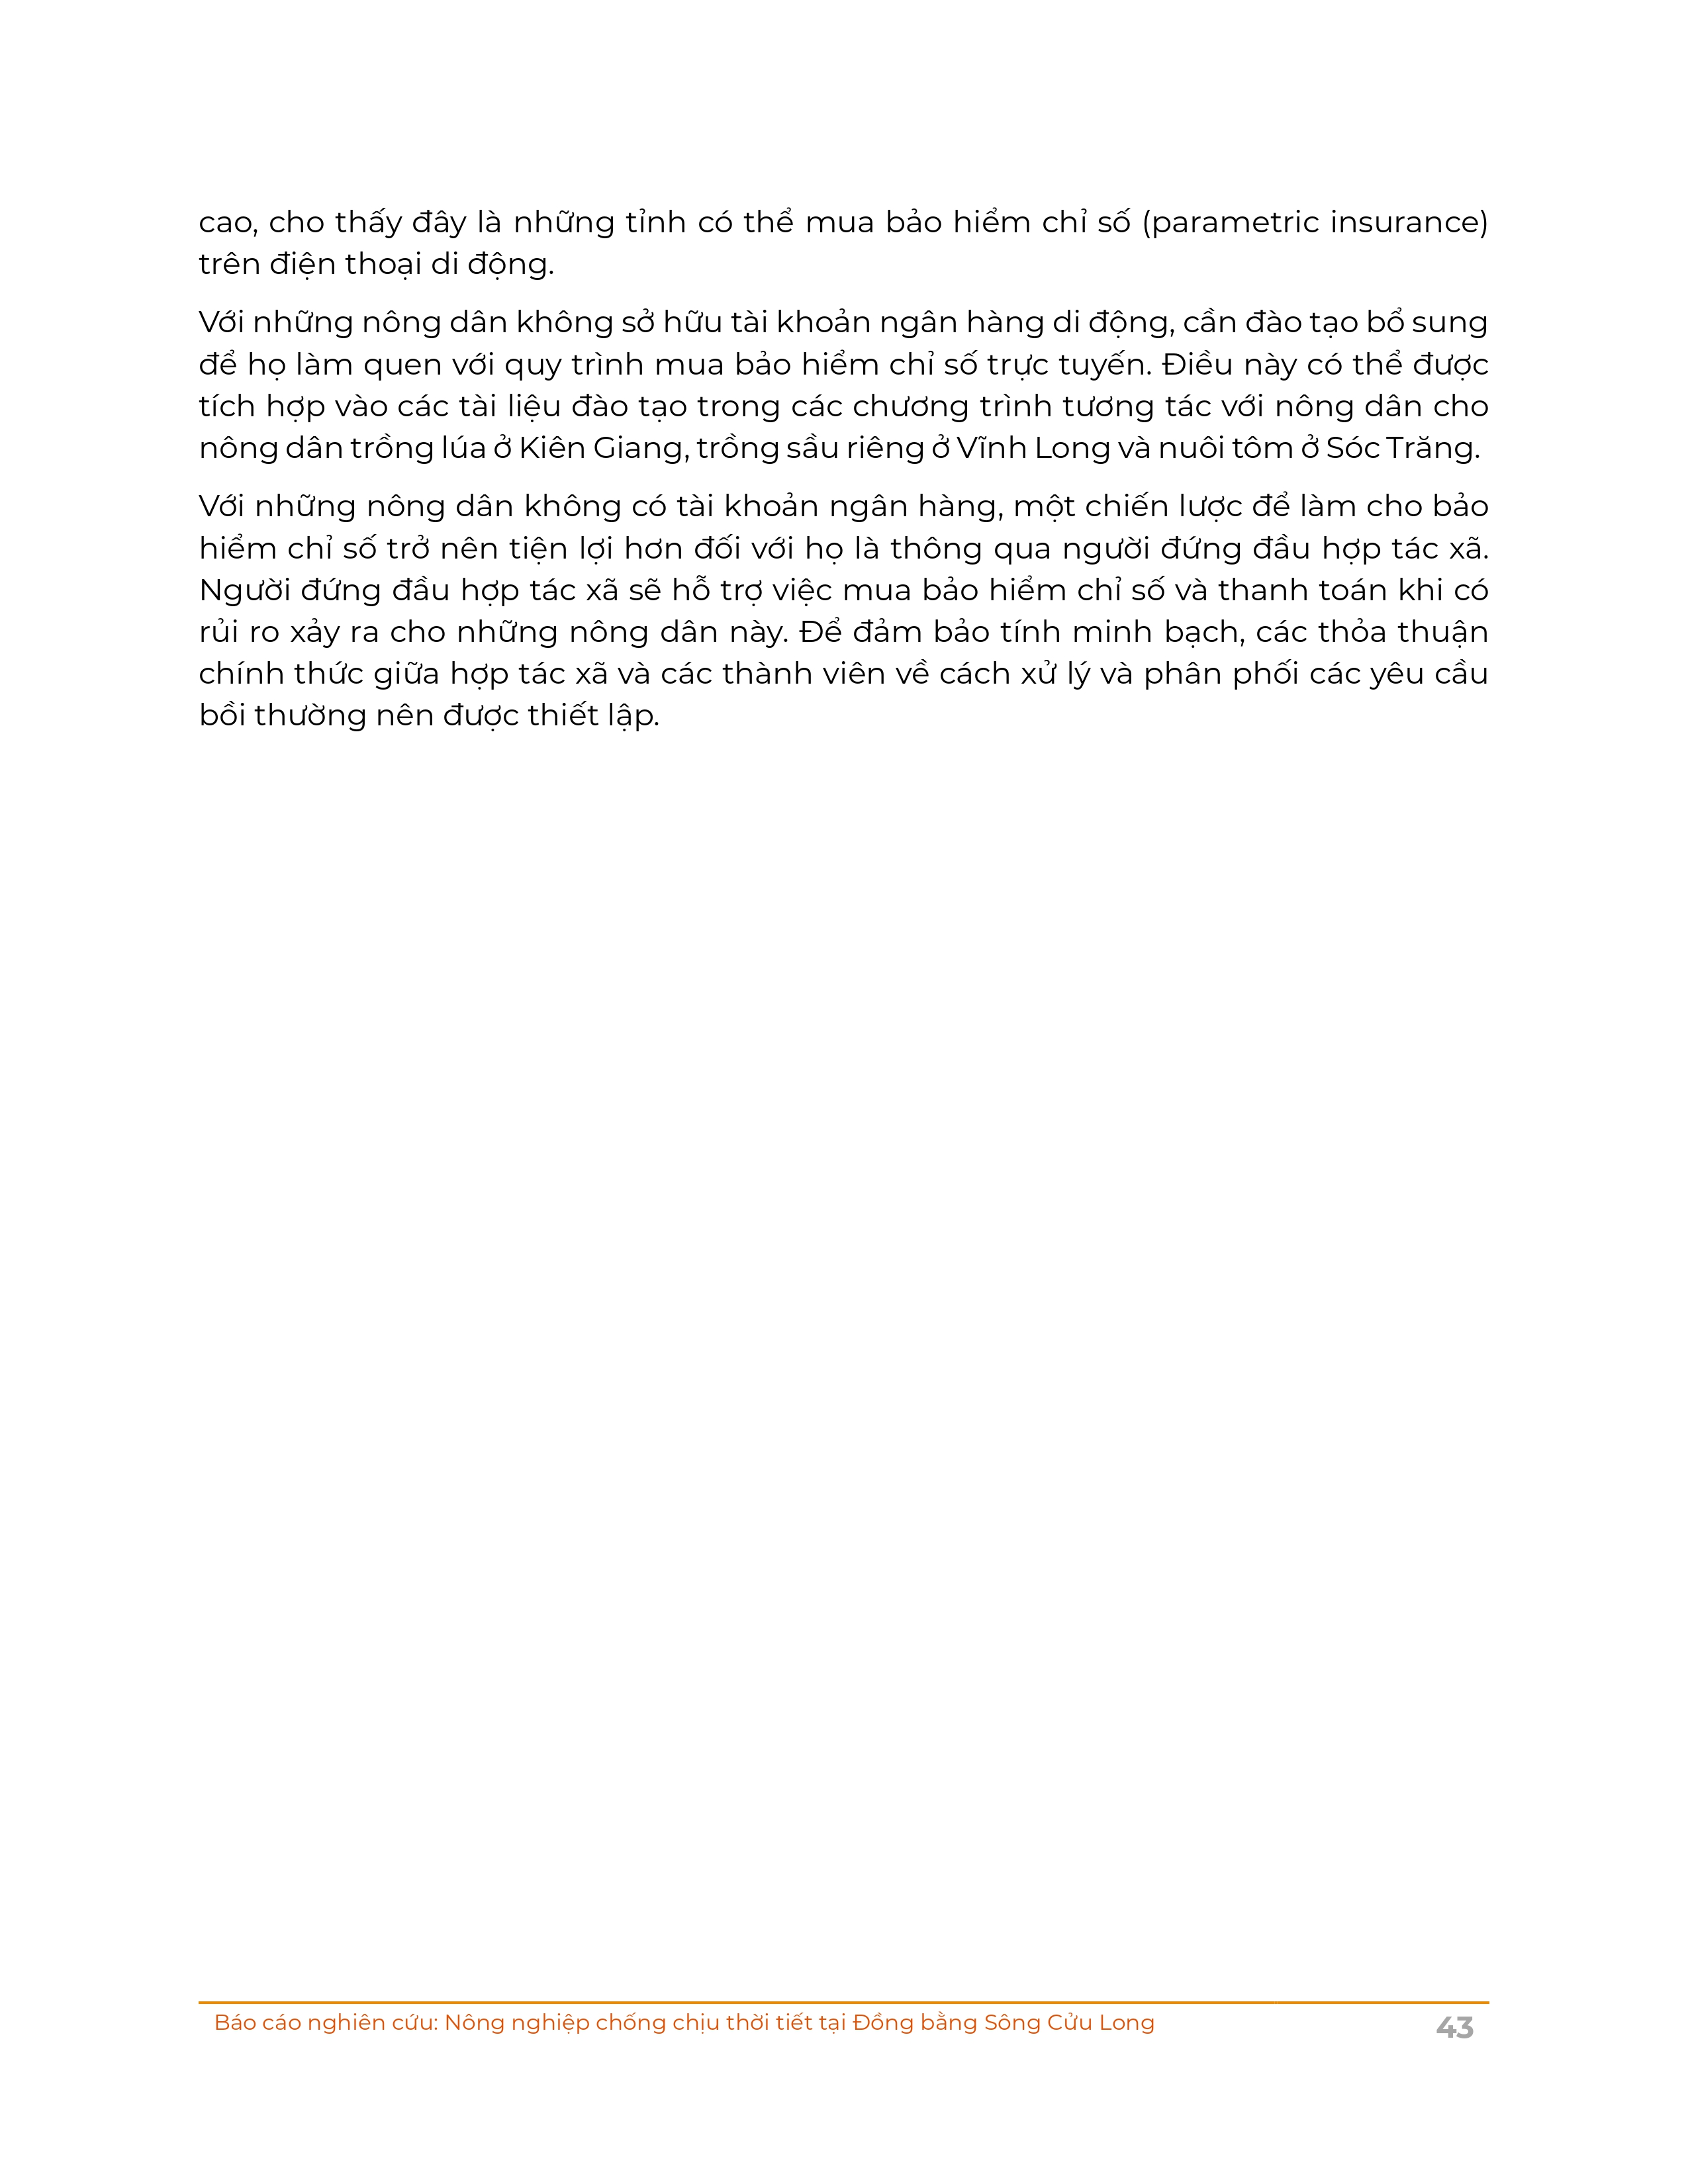 cao, cho thấy đây là những tỉnh có thể mua bảo hiểm chỉ số (parametric insurance)
trên điện thoại di động.
Với những nông dân không sở hữu tài khoản ngân hàng di động, cần đào tạo bổ sung
để họ làm quen với quy trình mua bảo hiểm chỉ số trực tuyến. Điều này có thể được
tích hợp vào các tài liệu đào tạo trong các chương trình tương tác với nông dân cho
nông dân trồng lúa ở Kiên Giang, trồng sầu riêng ở Vĩnh Long và nuôi tôm ở Sóc Trăng.
Với những nông dân không có tài khoản ngân hàng, một chiến lược để làm cho bảo
hiểm chỉ số trở nên tiện lợi hơn đối với họ là thông qua người đứng đầu hợp tác xã.
Người đứng đầu hợp tác xã sẽ hỗ trợ việc mua bảo hiểm chỉ số và thanh toán khi có
rủi ro xảy ra cho những nông dân này. Để đảm bảo tính minh bạch, các thỏa thuận
chính thức giữa hợp tác xã và các thành viên về cách xử lý và phân phối các yêu cầu
bồi thường nên được thiết lập.
Báo cáo nghiên cứu: Nông nghiệp chống chịu thời tiết tại Đồng bằng Sông Cửu Long
43